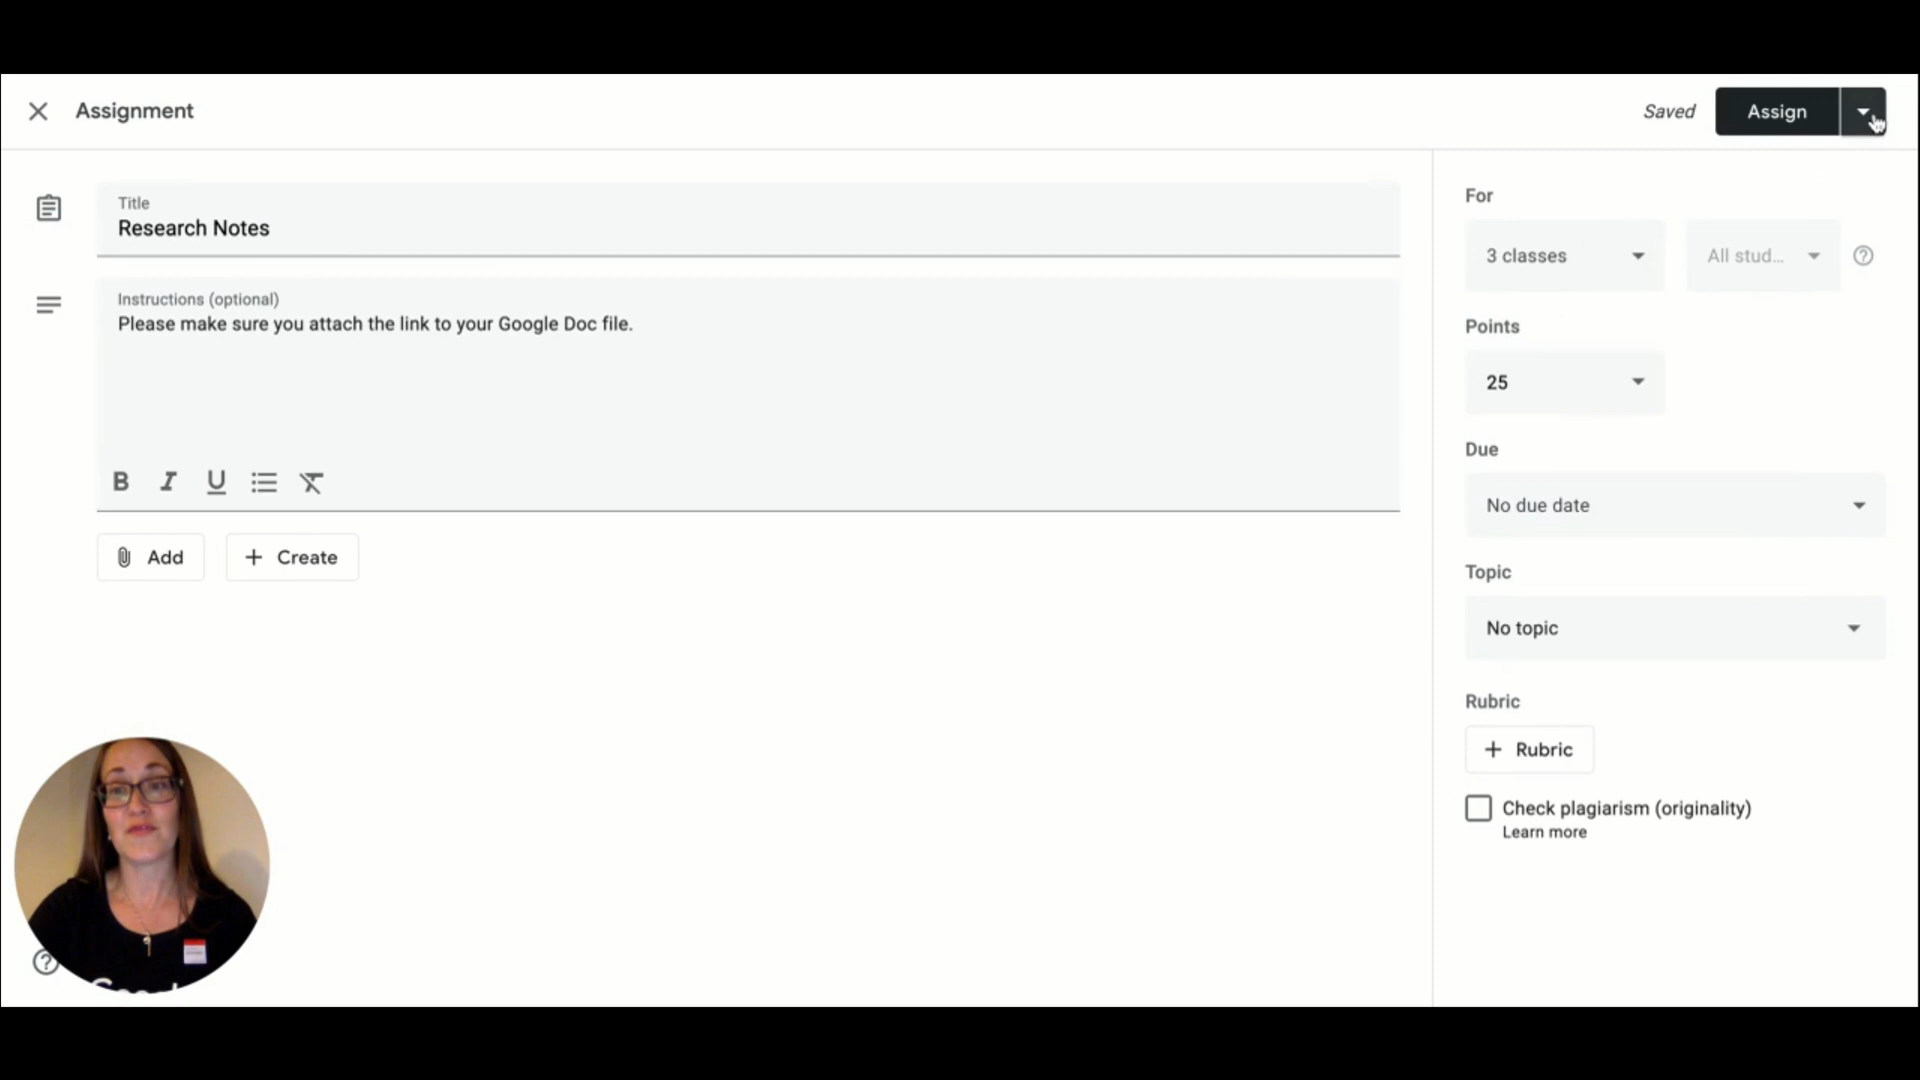 Assignment
Saved
Assign
Title
Research Notes
Instructions (optional)
Please make sure you attach the link to your Google Doc file.
B I U
Add
Create
For
3 classes
All stud...
Points
25
Due
No due date
Topic
No topic
Rubric
Rubric
Check plagiarism (originality)
Learn more